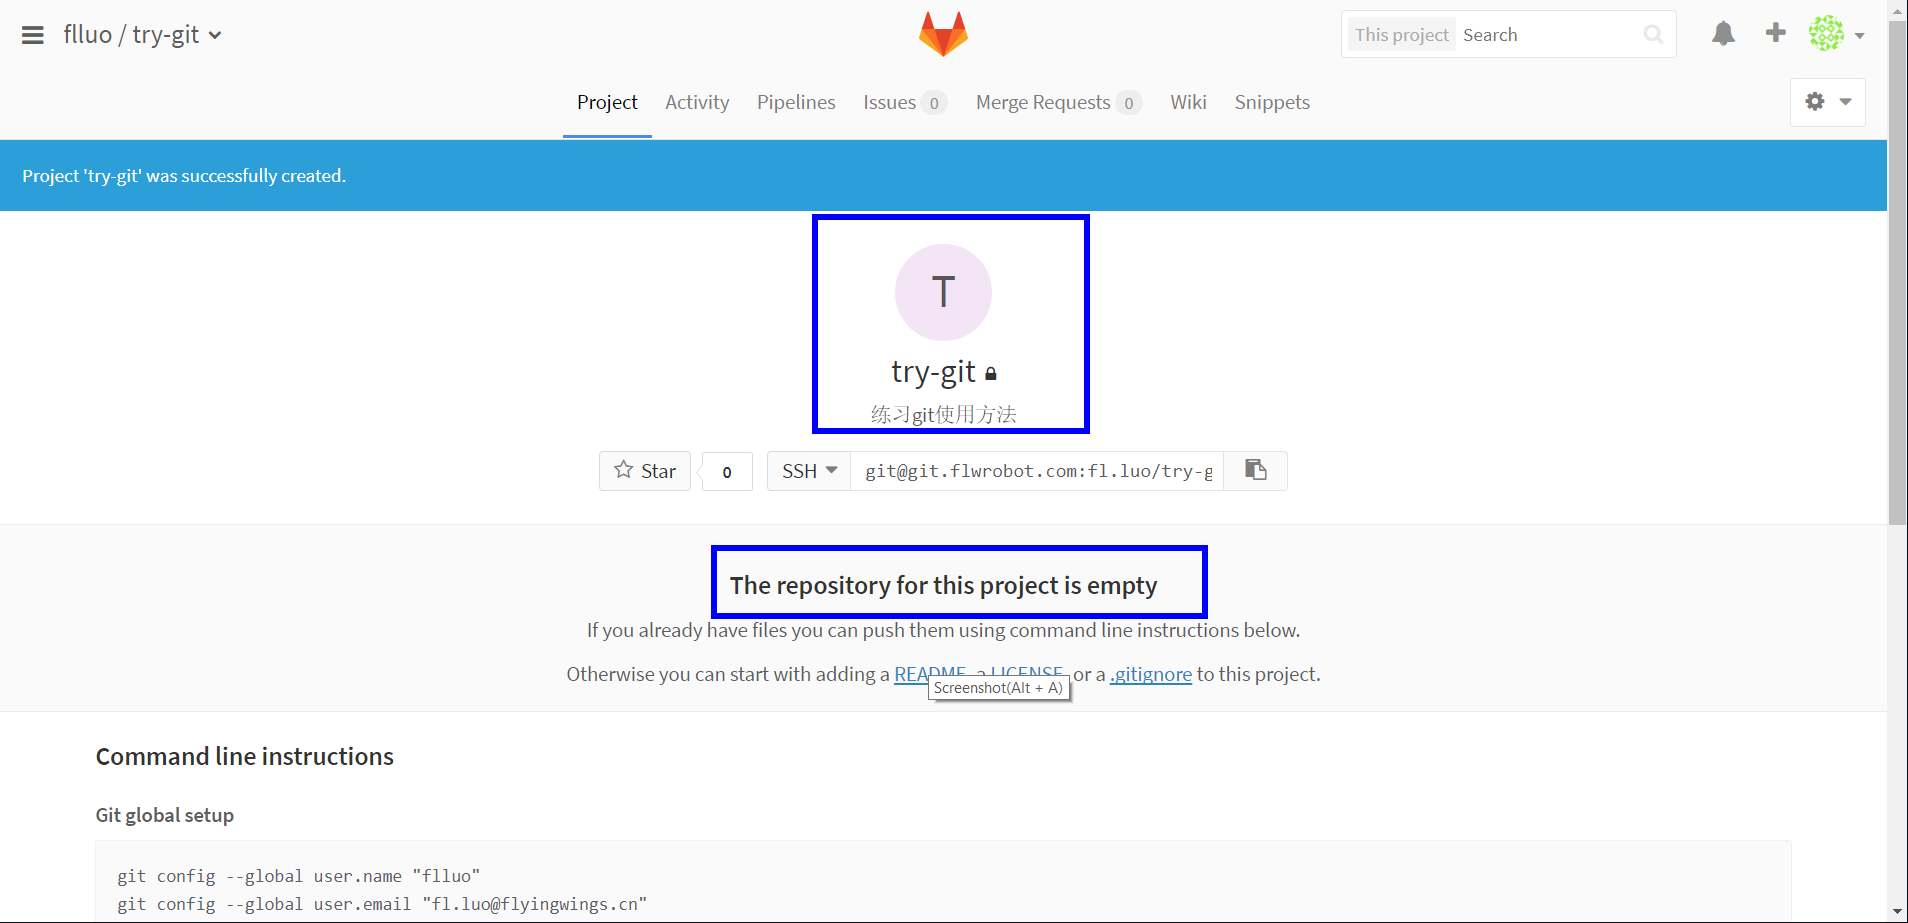 flluo / try-git
This project Search
Project Activity Pipelines Issues 0 Merge Requests 0 Wiki Snippets
Project 'try-git' was successfully created.
T
try-git
练习git使用方法
Star 0 SSH git@git.flwrobot.com:fl.luo/try-g
The repository for this project is empty
If you already have files you can push them using command line instructions below.
Otherwise you can start with adding a README, a LICENSE, or a .gitignore to this project.
Screenshot(Alt + A)
Command line instructions
Git global setup
git config --global user.name "flluo"
git config --global user.email "fl.luo@flyingwings.cn"